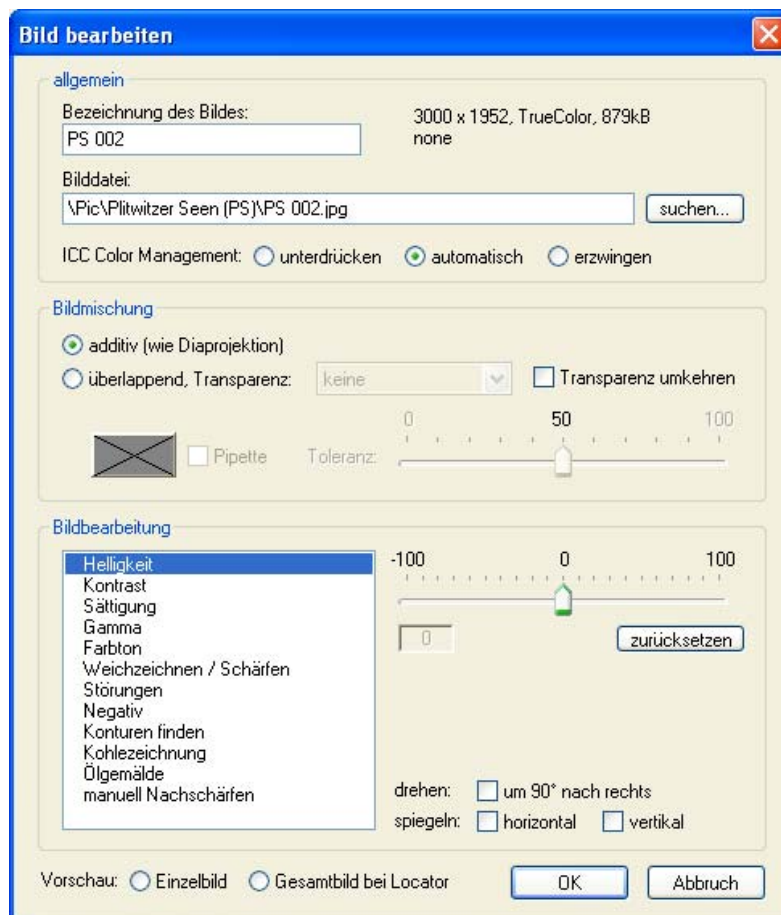 Bild bearbeiten
allgemein
Bezeichnung des Bildes:
3000 x 1952, TrueColor, 879kB
PS 002
none
Bilddatei:
\Pic\Plitwitzer Seen (PS)\PS 002.jpg
suchen...
ICC Color Management: unterdrücken automatisch erzwingen
Bildmischung
additiv (wie Diaprojektion)
überlappend, Transparenz: keine Transparenz umkehren
0 50 100
Pipette Toleranz:
Bildbearbeitung
Helligkeit
Kontrast
Sättigung
Gamma
Farbton
Weichzeichnen / Schärfen
Störungen
Negativ
Konturen finden
Kohlezeichnung
Ölgemälde
manuell Nachschärfen
-100 0 100
0 zurücksetzen
drehen: um 90° nach rechts
spiegeln: horizontal vertikal
Vorschau: Einzelbild Gesamtbild bei Locator OK Abbruch